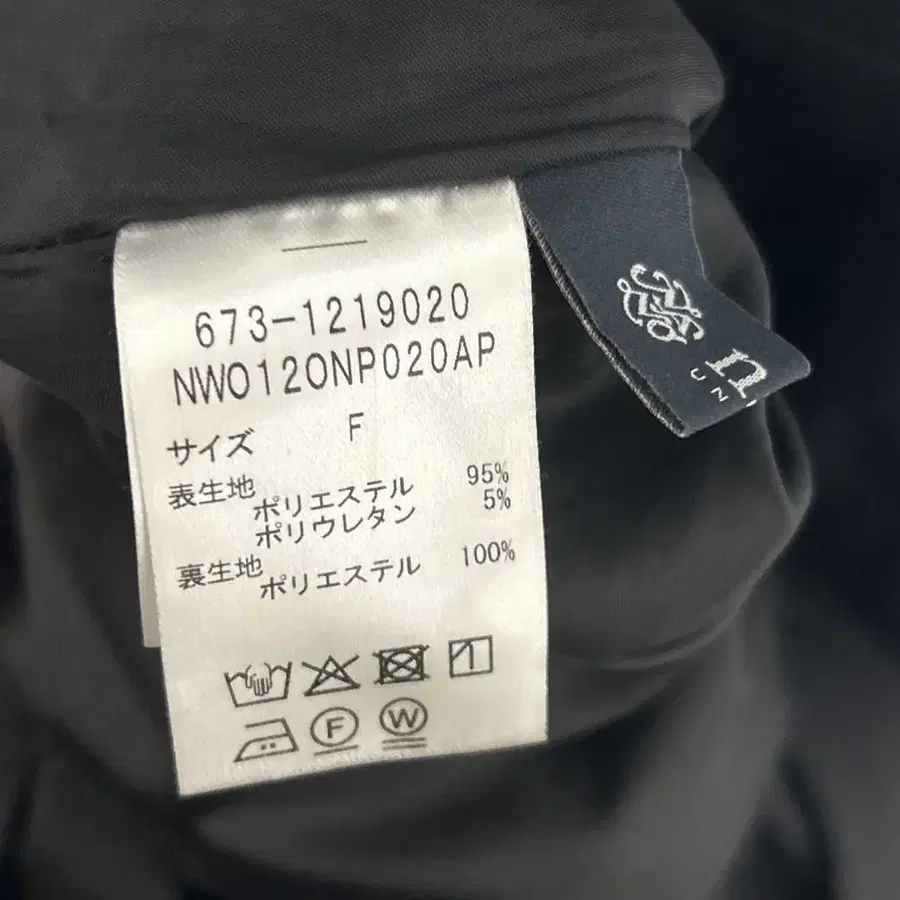 673-1219020
NW0120NP020AP
サイズ F
表生地
ポリエステル 95%
ポリウレタン 5%
裏生地
ポリエステル 100%
F
W